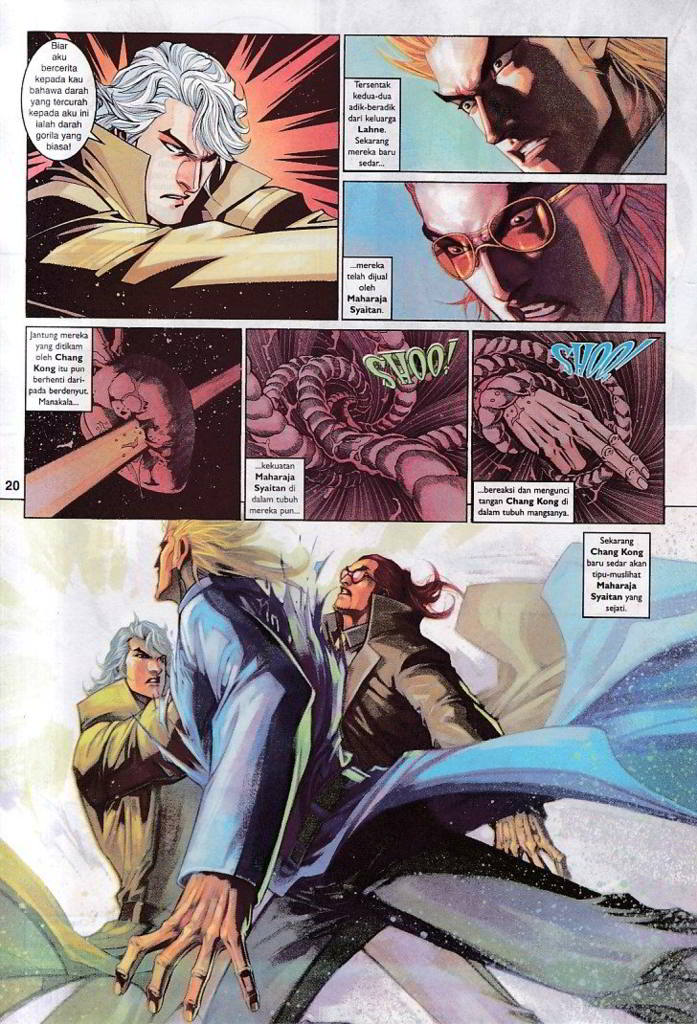 Biar
aku
bercerita
kepada kau
bahawa darah
yang tercurah
kepada aku ini
ialah darah
gorila yang
biasa!
Tersentak
kedua-dua
adik-beradik
dari keluarga
Lahne.
Sekarang
mereka baru
sedar...
...mereka
telah dijual
oleh
Maharaja
Syaitan.
Jantung mereka
yang ditikam
oleh Chang
Kong itu pun
berhenti dari-
pada berdenyut.
Manakala...
SHOO!
...kekuatan
Maharaja
Syaitan di
dalam tubuh
mereka pun...
SHOO!
...bereaksi dan mengunci
tangan Chang Kong di
dalam tubuh mangsanya.
20
Sekarang
Chang Kong
baru sedar akan
tipu-muslihat
Maharaja
Syaitan yang
sejati.